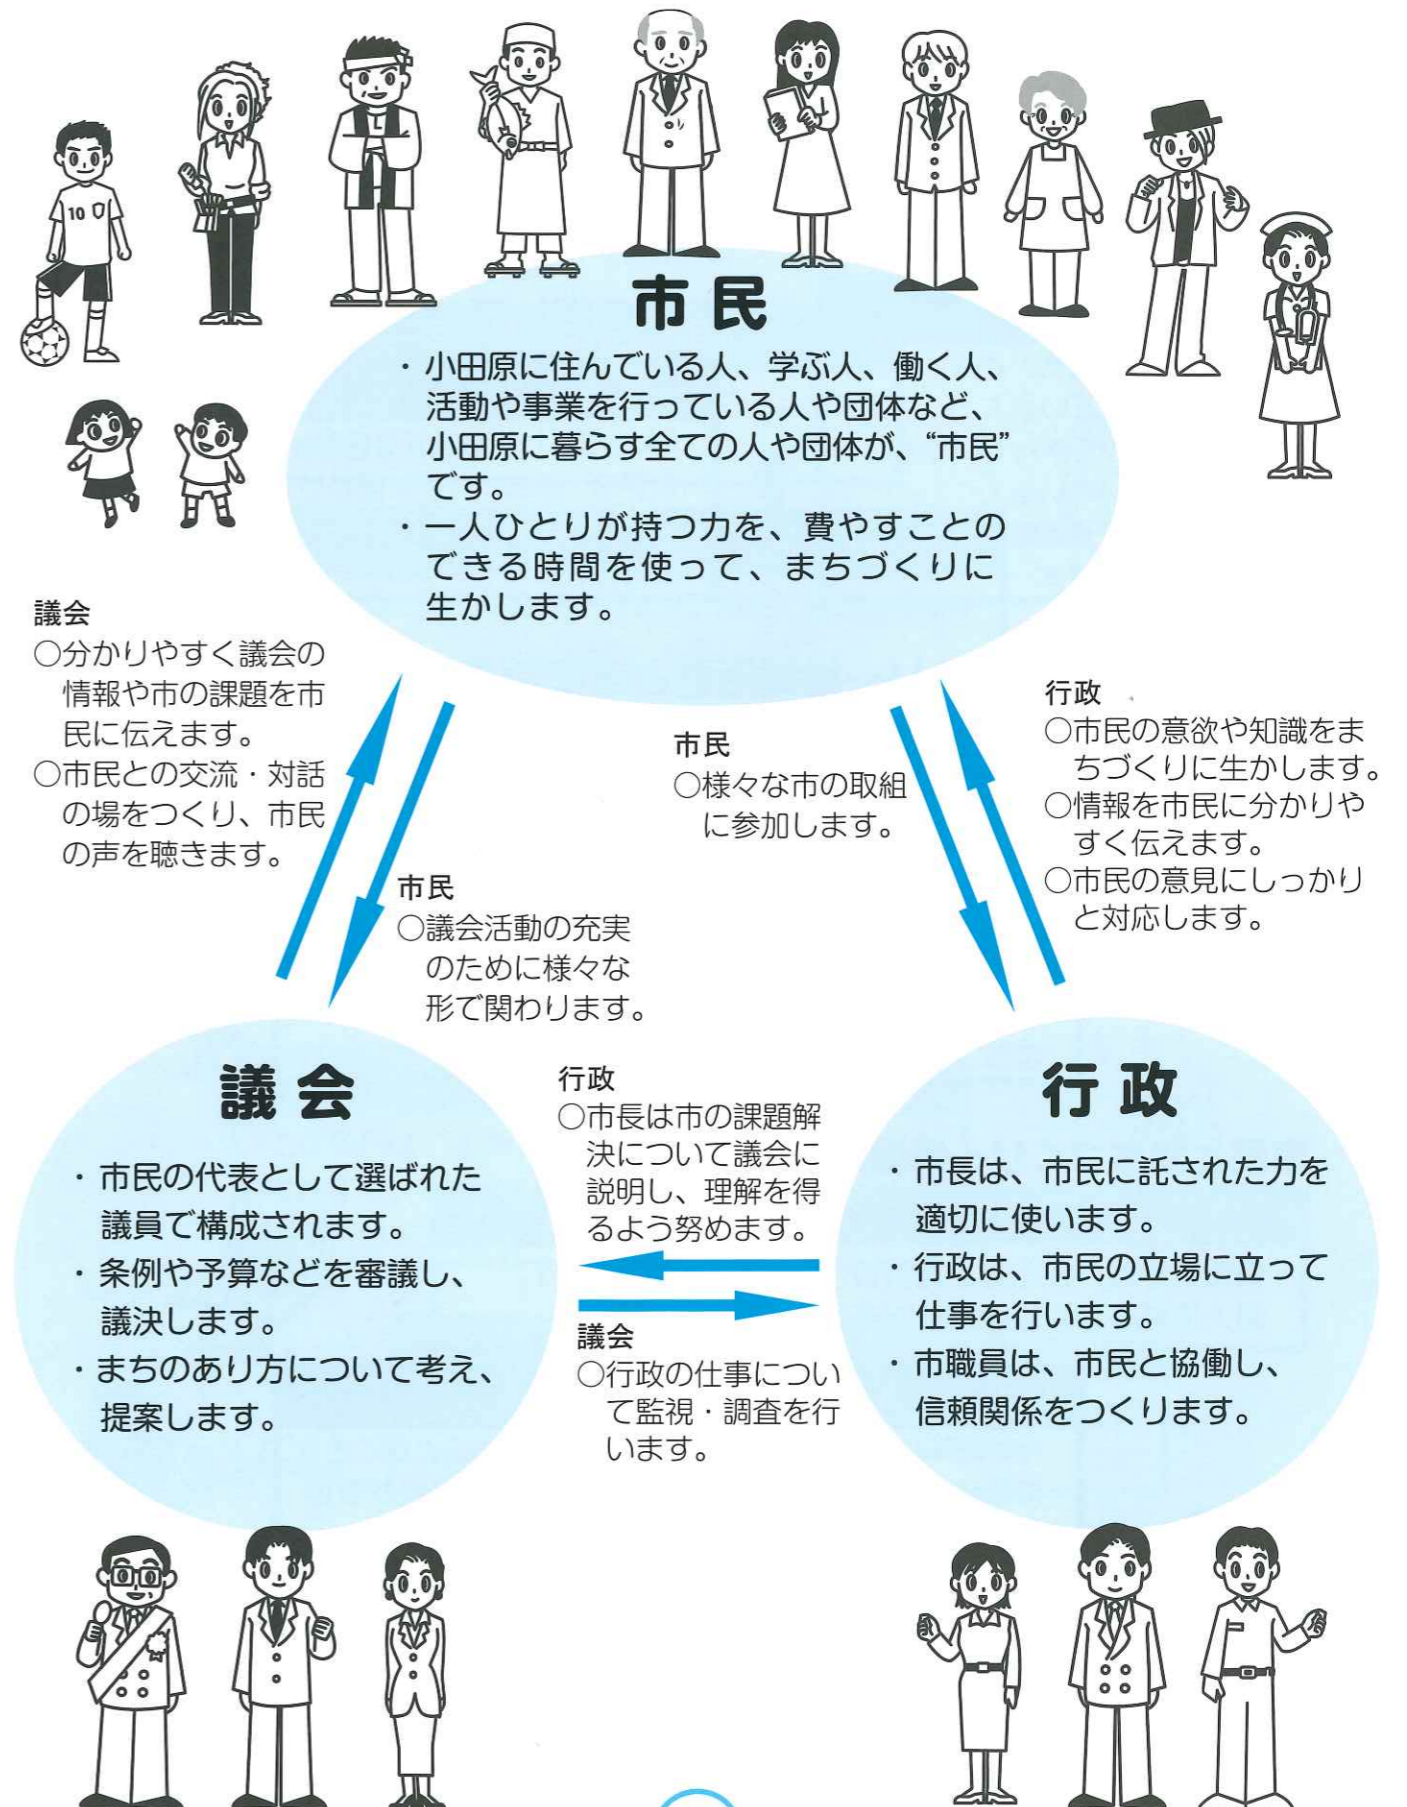 10
市民
・小田原に住んでいる人、学ぶ人、働く人、
活動や事業を行っている人や団体など、
小田原に暮らす全ての人や団体が、“市民”
です。
・一人ひとりが持つ力を、費やすことの
できる時間を使って、まちづくりに
生かします。
議会
○分かりやすく議会の
情報や市の課題を市
民に伝えます。
○市民との交流・対話
の場をつくり、市民
の声を聴きます。
市民
○議会活動の充実
のために様々な
形で関わります。
市民
○様々な市の取組
に参加します。
行政
○市民の意欲や知識をま
ちづくりに生かします。
○情報を市民に分かりや
すく伝えます。
○市民の意見にしっかり
と対応します。
議会
・市民の代表として選ばれた
議員で構成されます。
・条例や予算などを審議し、
議決します。
・まちのあり方について考え、
提案します。
行政
○市長は市の課題解
決について議会に
説明し、理解を得
るよう努めます。
議会
○行政の仕事につい
て監視・調査を行
います。
行政
・市長は、市民に託された力を
適切に使います。
・行政は、市民の立場に立って
仕事を行います。
・市職員は、市民と協働し、
信頼関係をつくります。